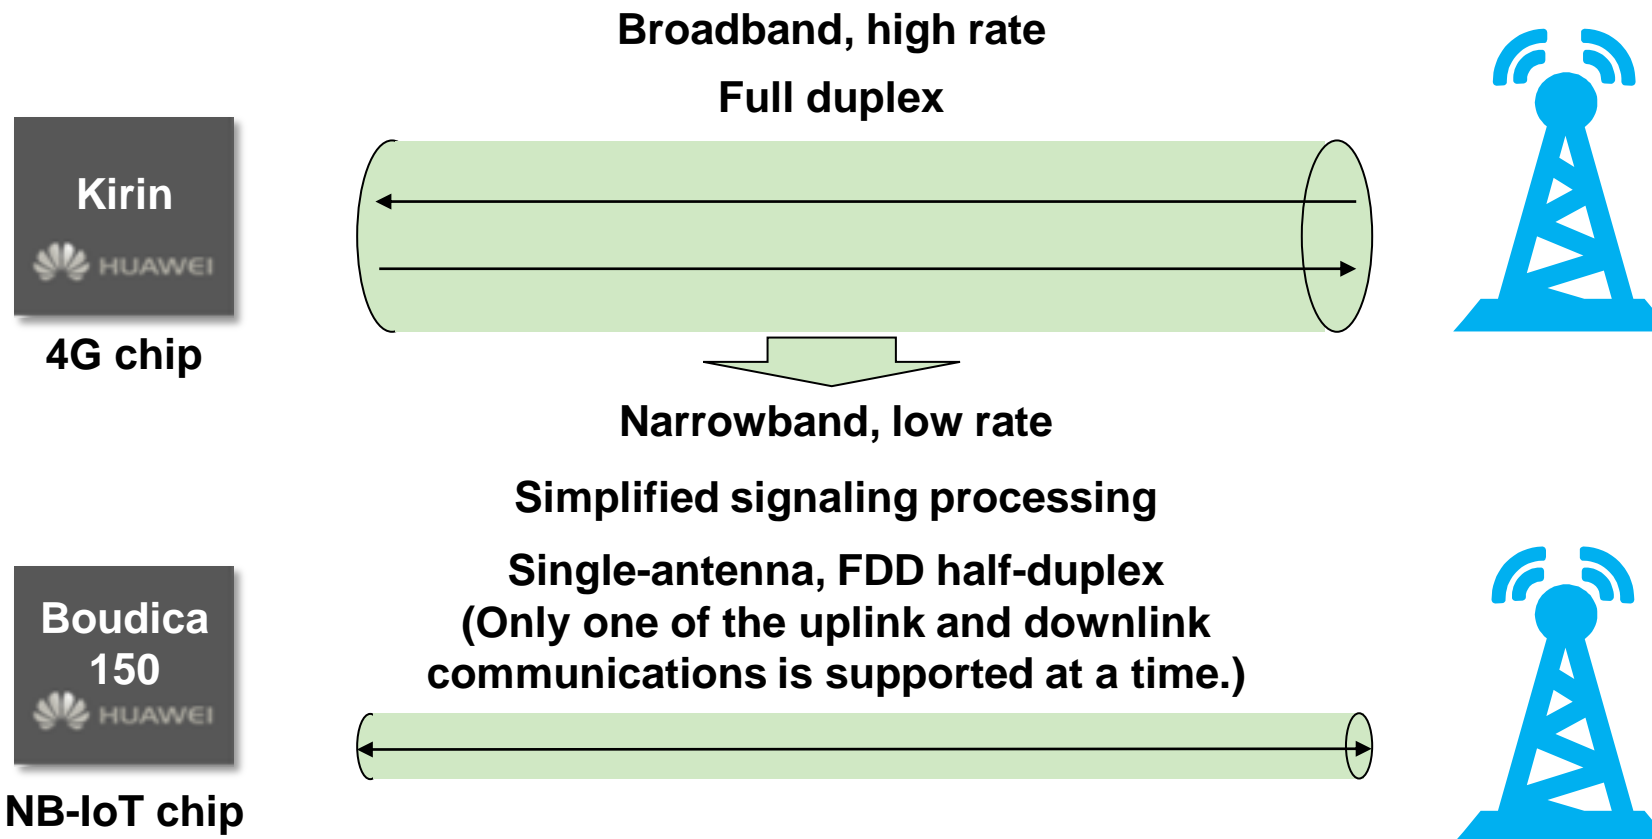 Broadband, high rate
Full duplex
Kirin
HUAWEI
4G chip
Narrowband, low rate
Simplified signaling processing
Single-antenna, FDD half-duplex
(Only one of the uplink and downlink
communications is supported at a time.)
Boudica
150
HUAWEI
NB-IoT chip